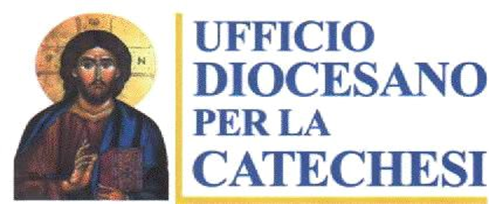 UFFICIO
DIOCESANO
PER LA
CATECHESI